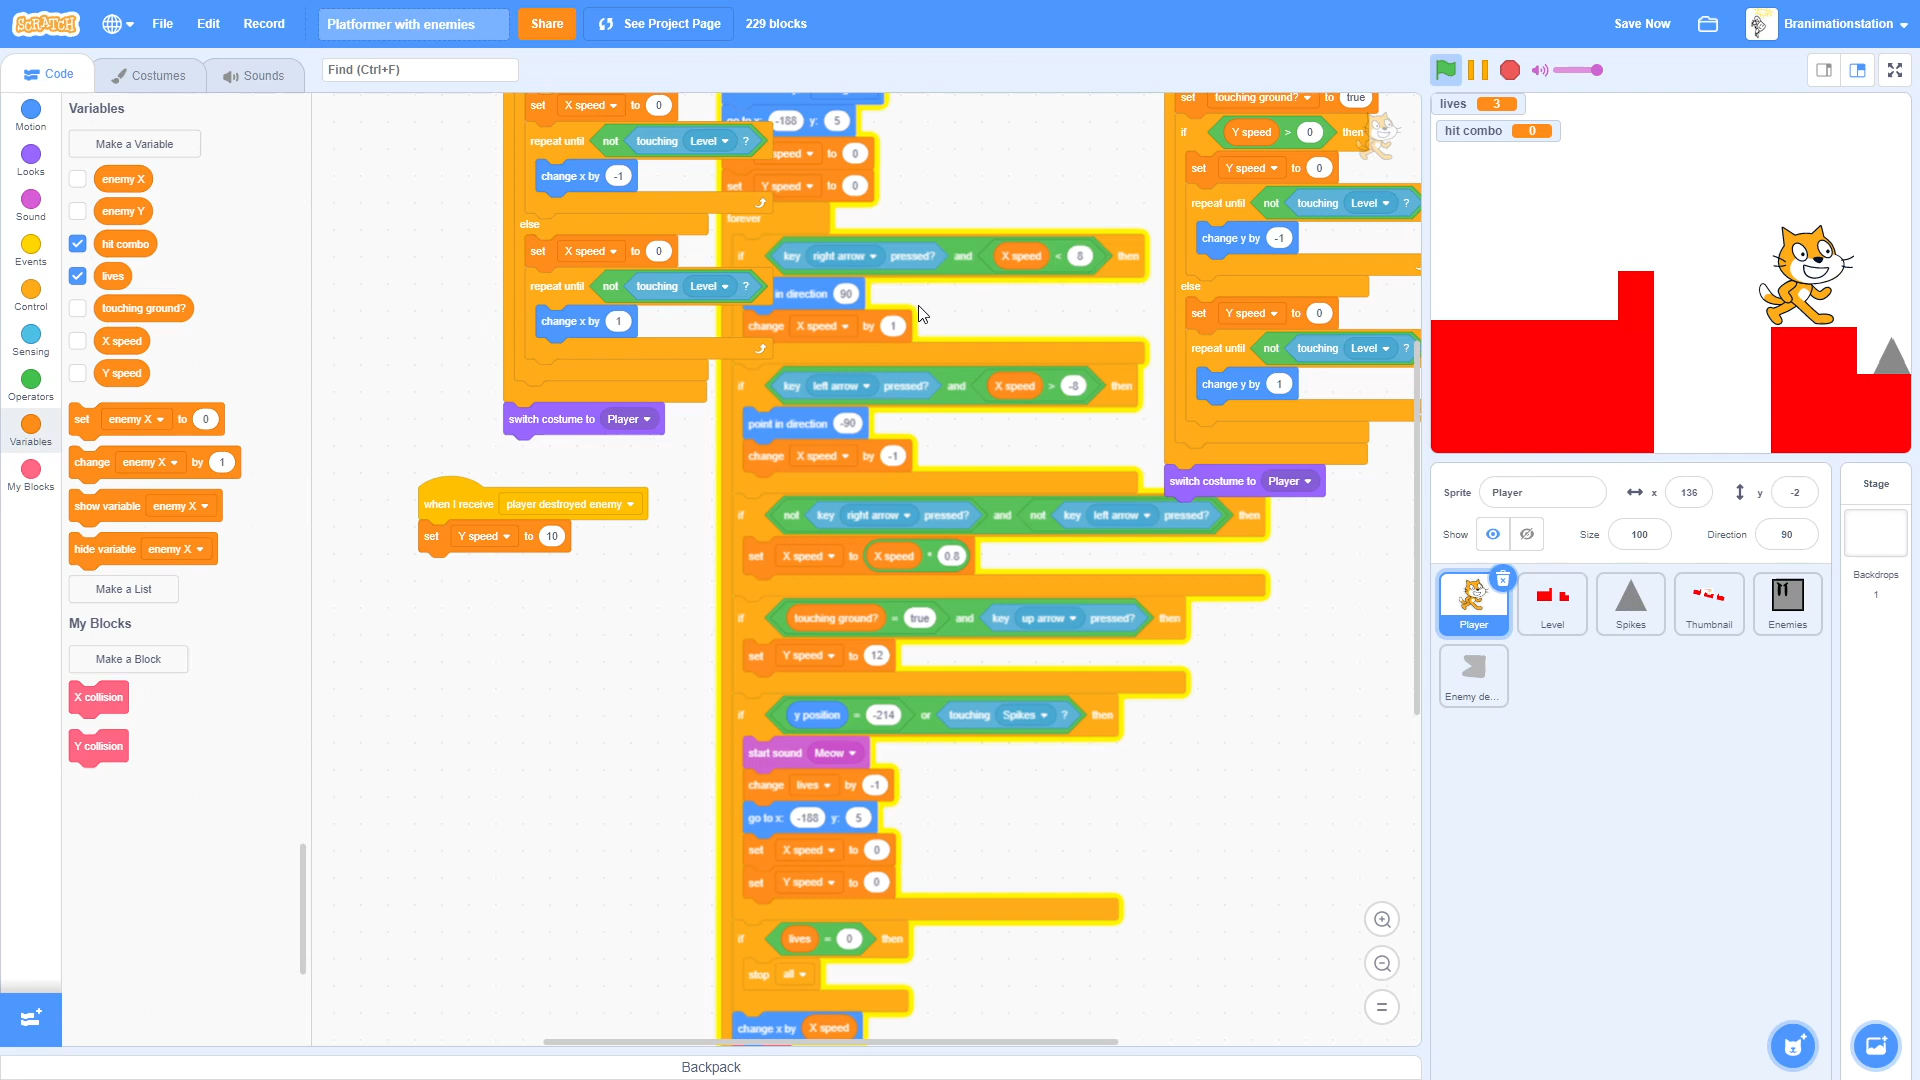 SCRATCH File Edit Record Platformer with enemies Share See Project Page 229 blocks Save Now Branimationstation
Code Costumes Sounds Find (Ctrl+F)
Motion
Looks
Sound
Events
Control
Sensing
Operators
Variables
My Blocks
Variables
Make a Variable
enemy X
enemy Y
hit combo
lives
touching ground?
X speed
Y speed
set enemy X to 0
change enemy X by 1
show variable enemy X
hide variable enemy X
Make a List
My Blocks
Make a Block
X collision
Y collision
set X speed to 0
repeat until not touching Level ?
change x by -1
else
set X speed to 0
repeat until not touching Level ?
change x by 1
switch costume to Player
when I receive player destroyed enemy
set Y speed to 10
go to x: -188 y: 5
speed to 0
set Y speed to 0
forever
if key right arrow pressed? and X speed < 8 then
in direction 90
change X speed by 1
if key left arrow pressed? and X speed > -8 then
point in direction -90
change X speed by -1
if not key right arrow pressed? and not key left arrow pressed? then
set X speed to X speed * 0.8
if touching ground? = true and key up arrow pressed? then
set Y speed to 12
if y position = -214 or touching Spikes ? then
start sound Meow
change lives by -1
go to x: -188 y: 5
set X speed to 0
set Y speed to 0
if lives = 0 then
stop all
change x by X speed
set touching ground? to true
if Y speed > 0 then
set Y speed to 0
repeat until not touching Level ?
change y by -1
else
set Y speed to 0
repeat until not touching Level ?
change y by 1
switch costume to Player
Backpack
lives 3
hit combo 0
Sprite Player x 136 y -2
Show Size 100 Direction 90
Player Level Spikes Thumbnail Enemies
Enemy de...
Stage
Backdrops
1